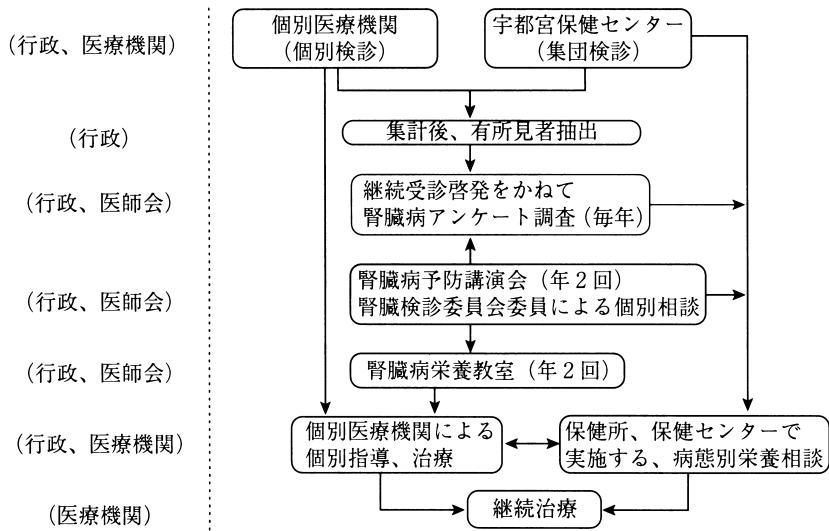 (行政、医療機関)
個別医療機関
(個別検診)
宇都宮保健センター
(集団検診)
(行政)
集計後、有所見者抽出
(行政、医師会)
継続受診啓発をかねて
腎臓病アンケート調査(毎年)
(行政、医師会)
腎臓病予防講演会(年2回)
腎臓検診委員会委員による個別相談
(行政、医師会)
腎臓病栄養教室(年2回)
(行政、医療機関)
個別医療機関による
個別指導、治療
保健所、保健センターで
実施する、病態別栄養相談
(医療機関)
継続治療